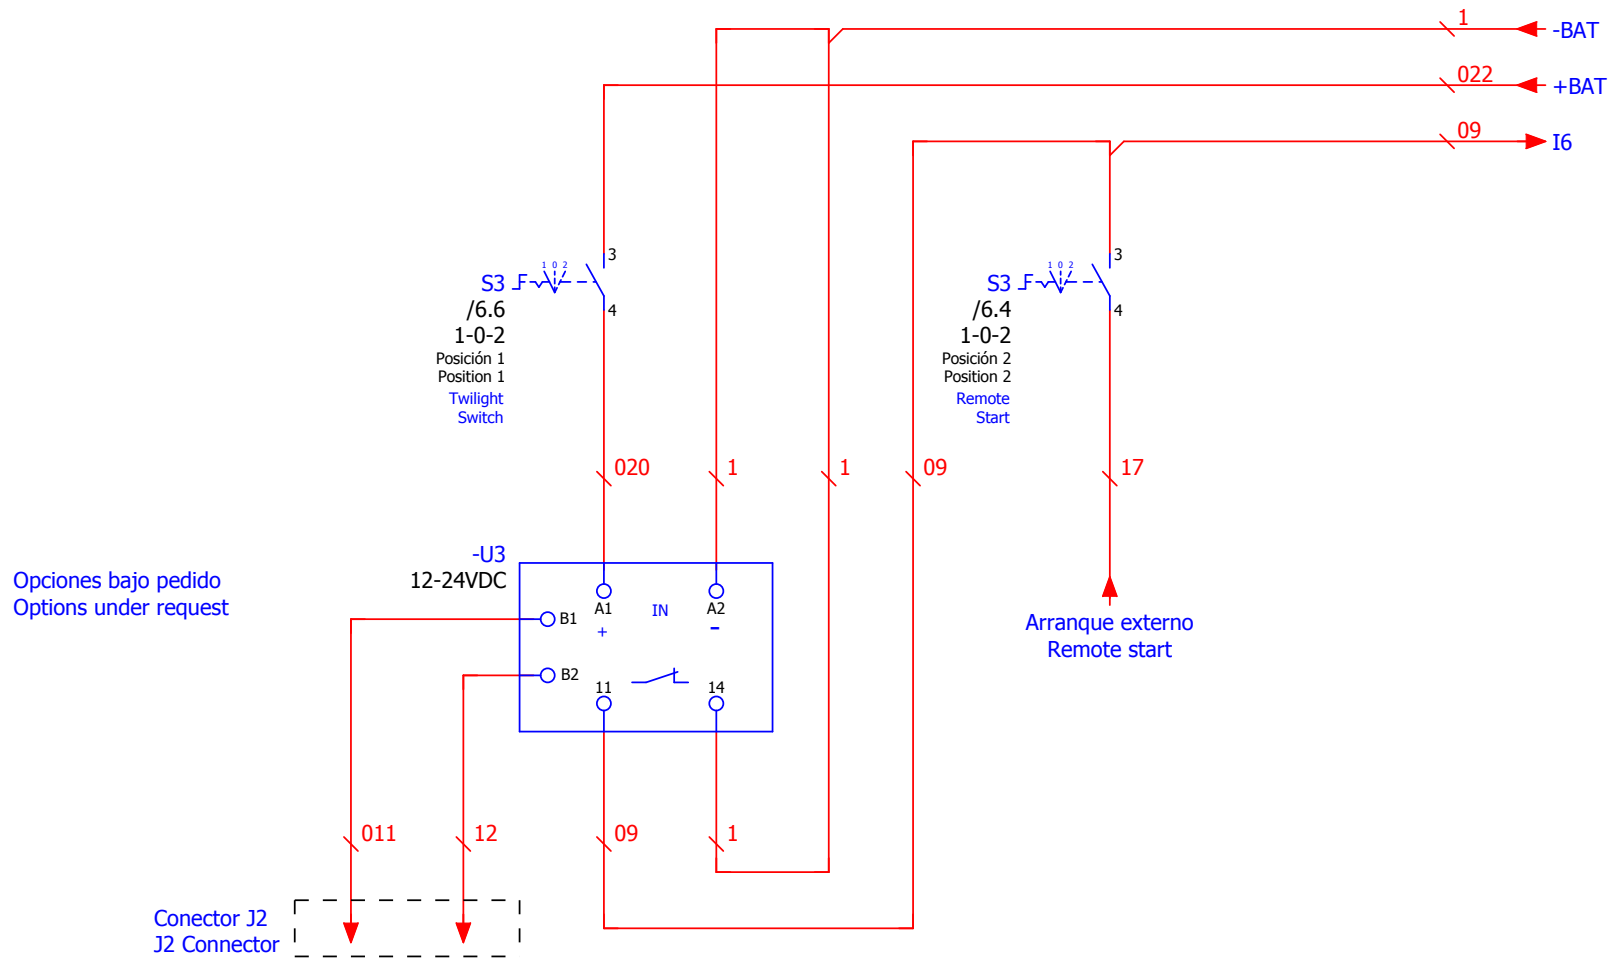 1
-BAT
022
+BAT
09
I6
3
1 0 2
S3
4
/6.6
1-0-2
Posición 1
Position 1
Twilight
Switch
3
1 0 2
S3
4
/6.4
1-0-2
Posición 2
Position 2
Remote
Start
020
1
1
09
17
-U3
12-24VDC
Opciones bajo pedido
Options under request
A1
IN
A2
B1
+
-
B2
11
14
Arranque externo
Remote start
011
12
09
1
Conector J2
J2 Connector